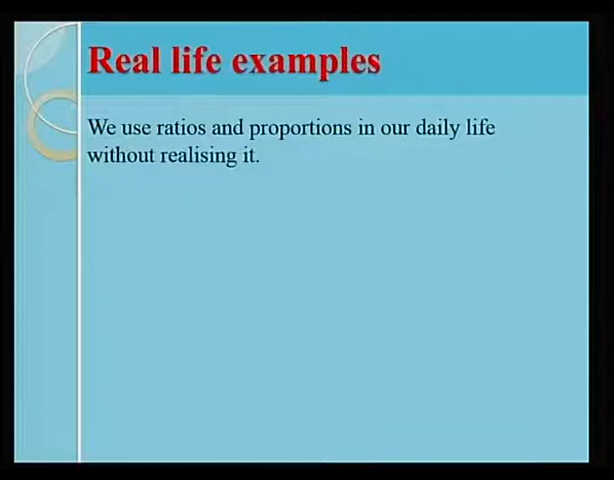 Real life examples
We use ratios and proportions in our daily life
without realising it.